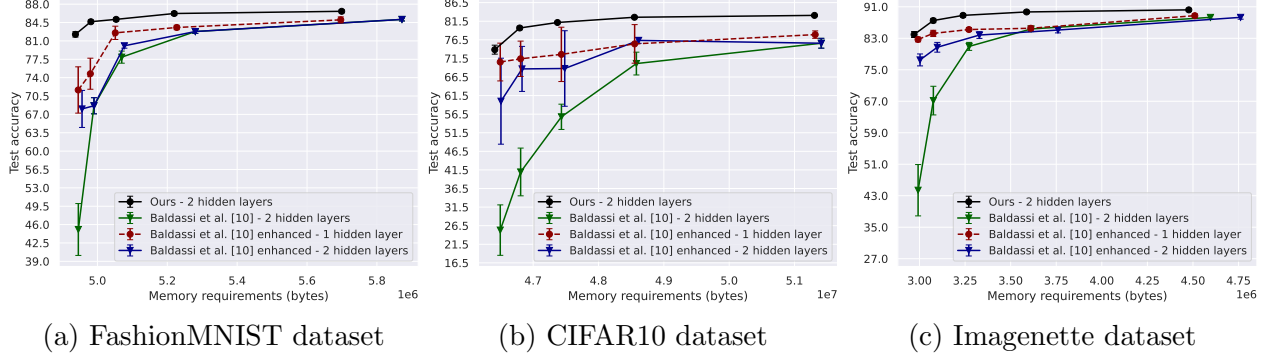 88.0
84.5
81.0
77.5
74.0
70.5
67.0
63.5
60.0
56.5
53.0
49.5
46.0
42.5
39.0
Test accuracy
Ours - 2 hidden layers
Baldassi et al. [10] - 2 hidden layers
Baldassi et al. [10] enhanced - 1 hidden layer
Baldassi et al. [10] enhanced - 2 hidden layers
5.0 5.2 5.4 5.6 5.8
1e6
Memory requirements (bytes)
(a) FashionMNIST dataset
86.5
81.5
76.5
71.5
66.5
61.5
56.5
51.5
46.5
41.5
36.5
31.5
26.5
21.5
16.5
Test accuracy
Ours - 2 hidden layers
Baldassi et al. [10] - 2 hidden layers
Baldassi et al. [10] enhanced - 1 hidden layer
Baldassi et al. [10] enhanced - 2 hidden layers
4.7 4.8 4.9 5.0 5.1
1e7
Memory requirements (bytes)
(b) CIFAR10 dataset
91.0
83.0
75.0
67.0
59.0
51.0
43.0
35.0
27.0
Test accuracy
Ours - 2 hidden layers
Baldassi et al. [10] - 2 hidden layers
Baldassi et al. [10] enhanced - 1 hidden layer
Baldassi et al. [10] enhanced - 2 hidden layers
3.00 3.25 3.50 3.75 4.00 4.25 4.50 4.75
1e6
Memory requirements (bytes)
(c) Imagenette dataset